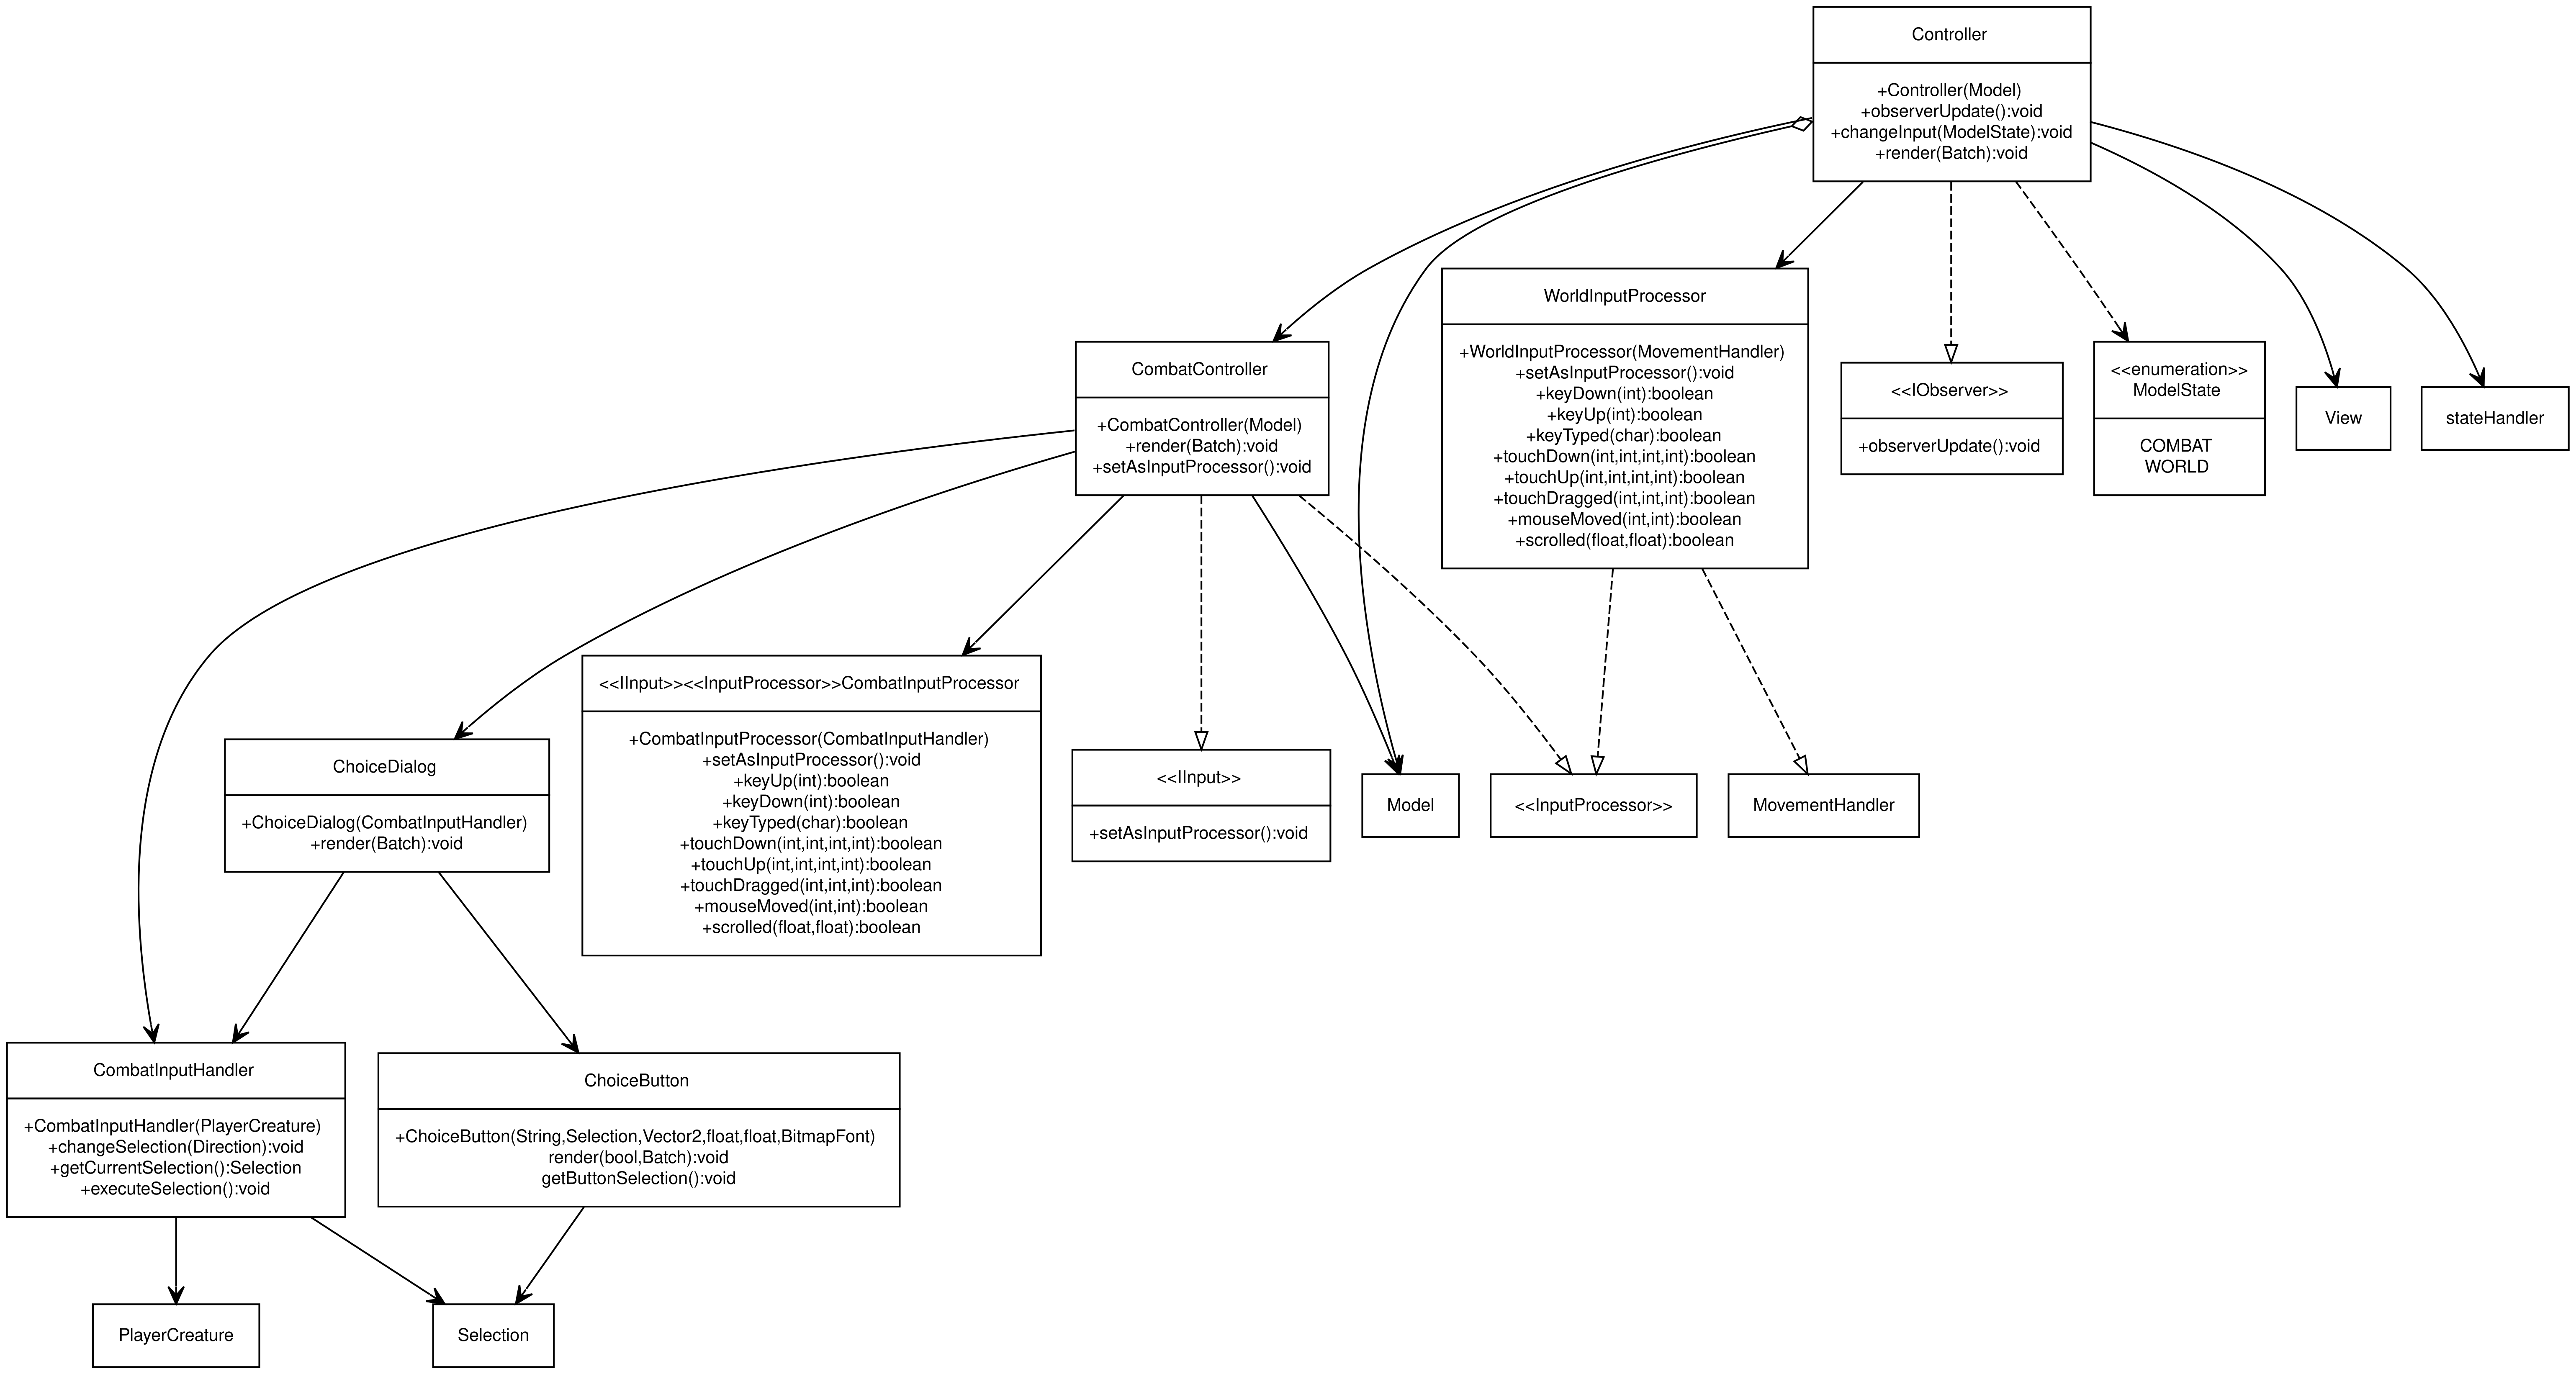 Controller
+Controller(Model)
+observerUpdate():void
+changeInput(ModelState):void
+render(Batch):void
WorldInputProcessor
+WorldInputProcessor(MovementHandler)
+setAsInputProcessor():void
+keyDown(int):boolean
+keyUp(int):boolean
+keyTyped(char):boolean
+touchDown(int,int,int,int):boolean
+touchUp(int,int,int,int):boolean
+touchDragged(int,int,int):boolean
+mouseMoved(int,int):boolean
+scrolled(float,float):boolean
CombatController
+CombatController(Model)
+render(Batch):void
+setAsInputProcessor():void
<<IObserver>>
+observerUpdate():void
<<enumeration>>
ModelState
COMBAT
WORLD
View
stateHandler
<<IInput>><<InputProcessor>>CombatInputProcessor
+CombatInputProcessor(CombatInputHandler)
+setAsInputProcessor():void
+keyUp(int):boolean
+keyDown(int):boolean
+keyTyped(char):boolean
+touchDown(int,int,int,int):boolean
+touchUp(int,int,int,int):boolean
+touchDragged(int,int,int):boolean
+mouseMoved(int,int):boolean
+scrolled(float,float):boolean
ChoiceDialog
+ChoiceDialog(CombatInputHandler)
+render(Batch):void
<<IInput>>
+setAsInputProcessor():void
Model
<<InputProcessor>>
MovementHandler
CombatInputHandler
+CombatInputHandler(PlayerCreature)
+changeSelection(Direction):void
+getCurrentSelection():Selection
+executeSelection():void
ChoiceButton
+ChoiceButton(String,Selection,Vector2,float,float,BitmapFont)
render(bool,Batch):void
getButtonSelection():void
PlayerCreature
Selection